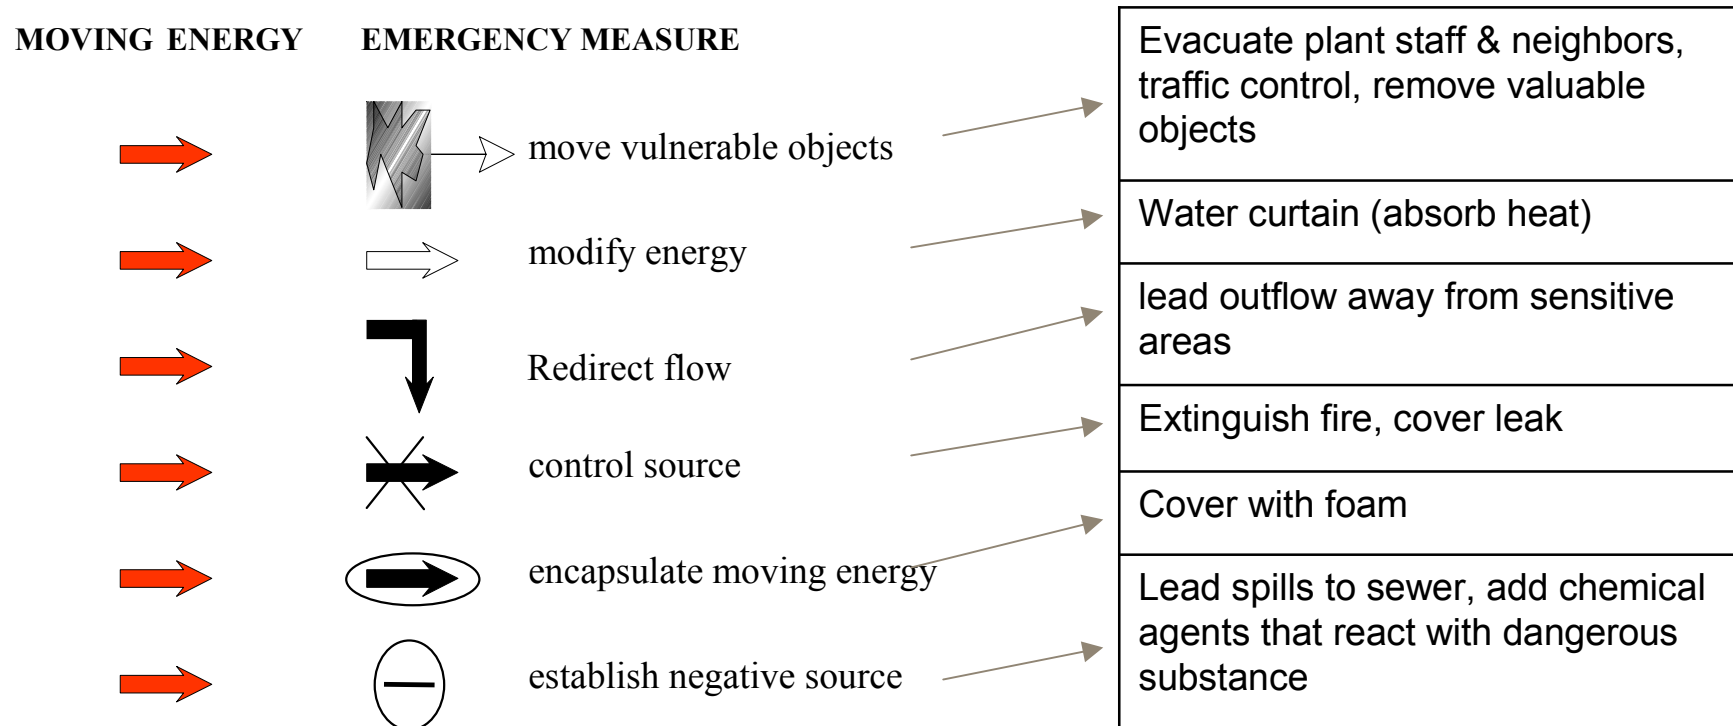 MOVING ENERGY EMERGENCY MEASURE
move vulnerable objects
modify energy
Redirect flow
control source
encapsulate moving energy
establish negative source
Evacuate plant staff & neighbors,
traffic control, remove valuable
objects
Water curtain (absorb heat)
lead outflow away from sensitive
areas
Extinguish fire, cover leak
Cover with foam
Lead spills to sewer, add chemical
agents that react with dangerous
substance